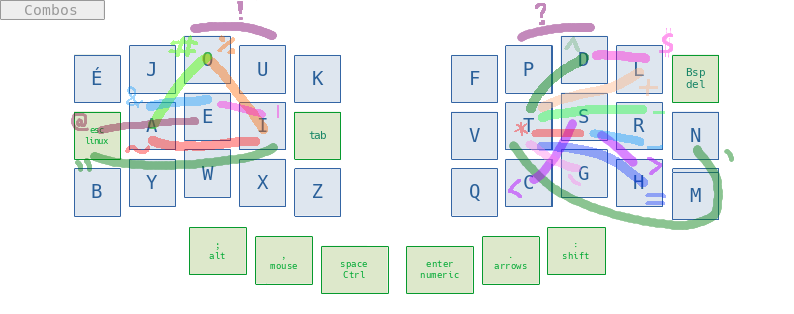 Combos
! ?
# % ^ $
É J O U K F P D L Bsp del
& +
@ esc linux A E I | tab V T S R N
* - _
~ " ' `
B Y W X Z Q C G H M
< > =
; alt , mouse space Ctrl enter numeric . arrows : shift